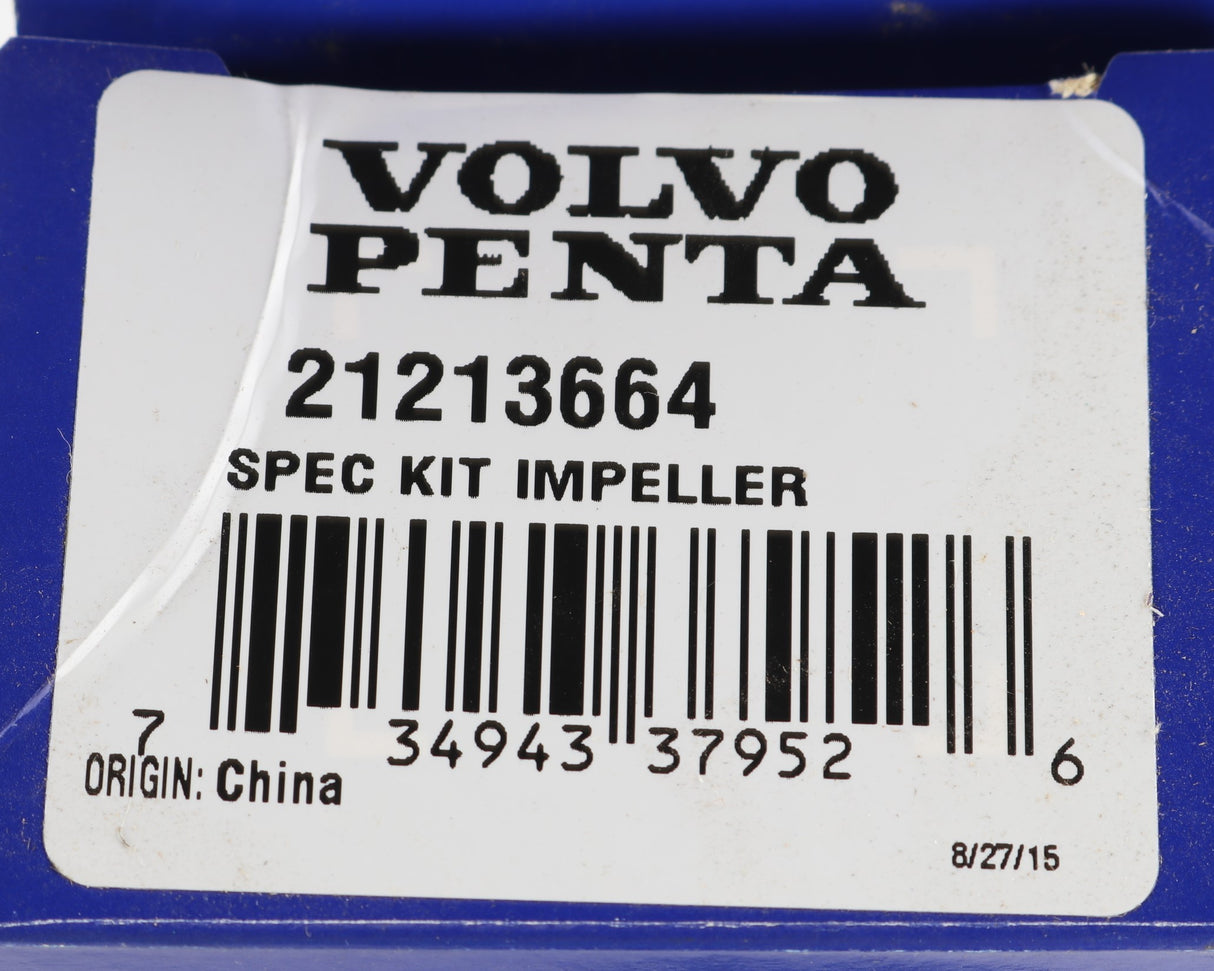 VOLVO
PENTA
21213664
SPEC KIT IMPELLER
7 34943 37952 6
ORIGIN: China
8/27/15